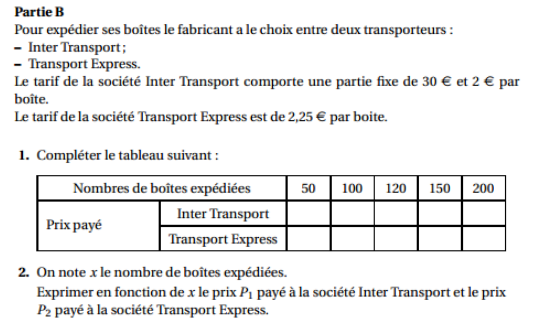 Partie B
Pour expédier ses boîtes le fabricant a le choix entre deux transporteurs :
– Inter Transport;
– Transport Express.
Le tarif de la société Inter Transport comporte une partie fixe de 30 € et 2 € par
boîte.
Le tarif de la société Transport Express est de 2,25 € par boite.
1. Compléter le tableau suivant :
Nombres de boîtes expédiées 50 100 120 150 200
Prix payé
Inter Transport
Transport Express
2. On note x le nombre de boîtes expédiées.
Exprimer en fonction de x le prix P₁ payé à la société Inter Transport et le prix
P₂ payé à la société Transport Express.